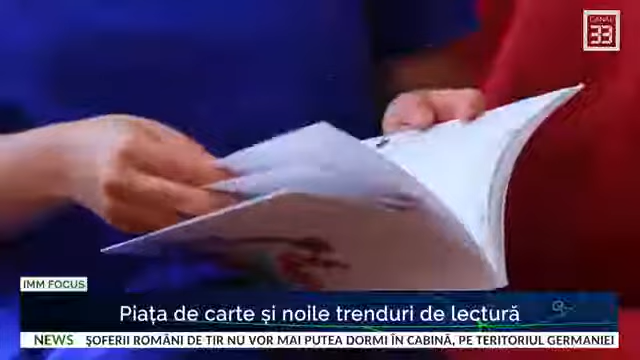 CANAL
33
IMM FOCUS
Piața de carte și noile trenduri de lectură
NEWS ȘOFERII ROMÂNI DE TIR NU VOR MAI PUTEA DORMI ÎN CABINĂ, PE TERITORIUL GERMANIEI